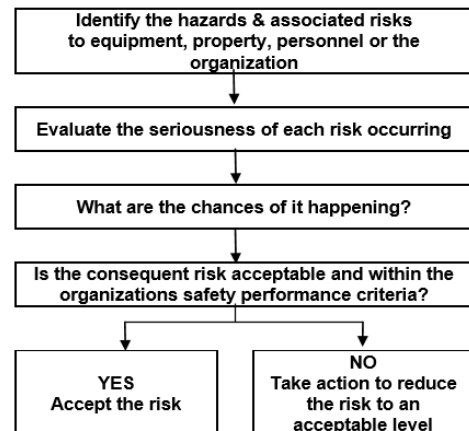 Identify the hazards & associated risks
to equipment, property, personnel or the
organization
Evaluate the seriousness of each risk occurring
What are the chances of it happening?
Is the consequent risk acceptable and within the
organizations safety performance criteria?
YES
Accept the risk
NO
Take action to reduce
the risk to an
acceptable level